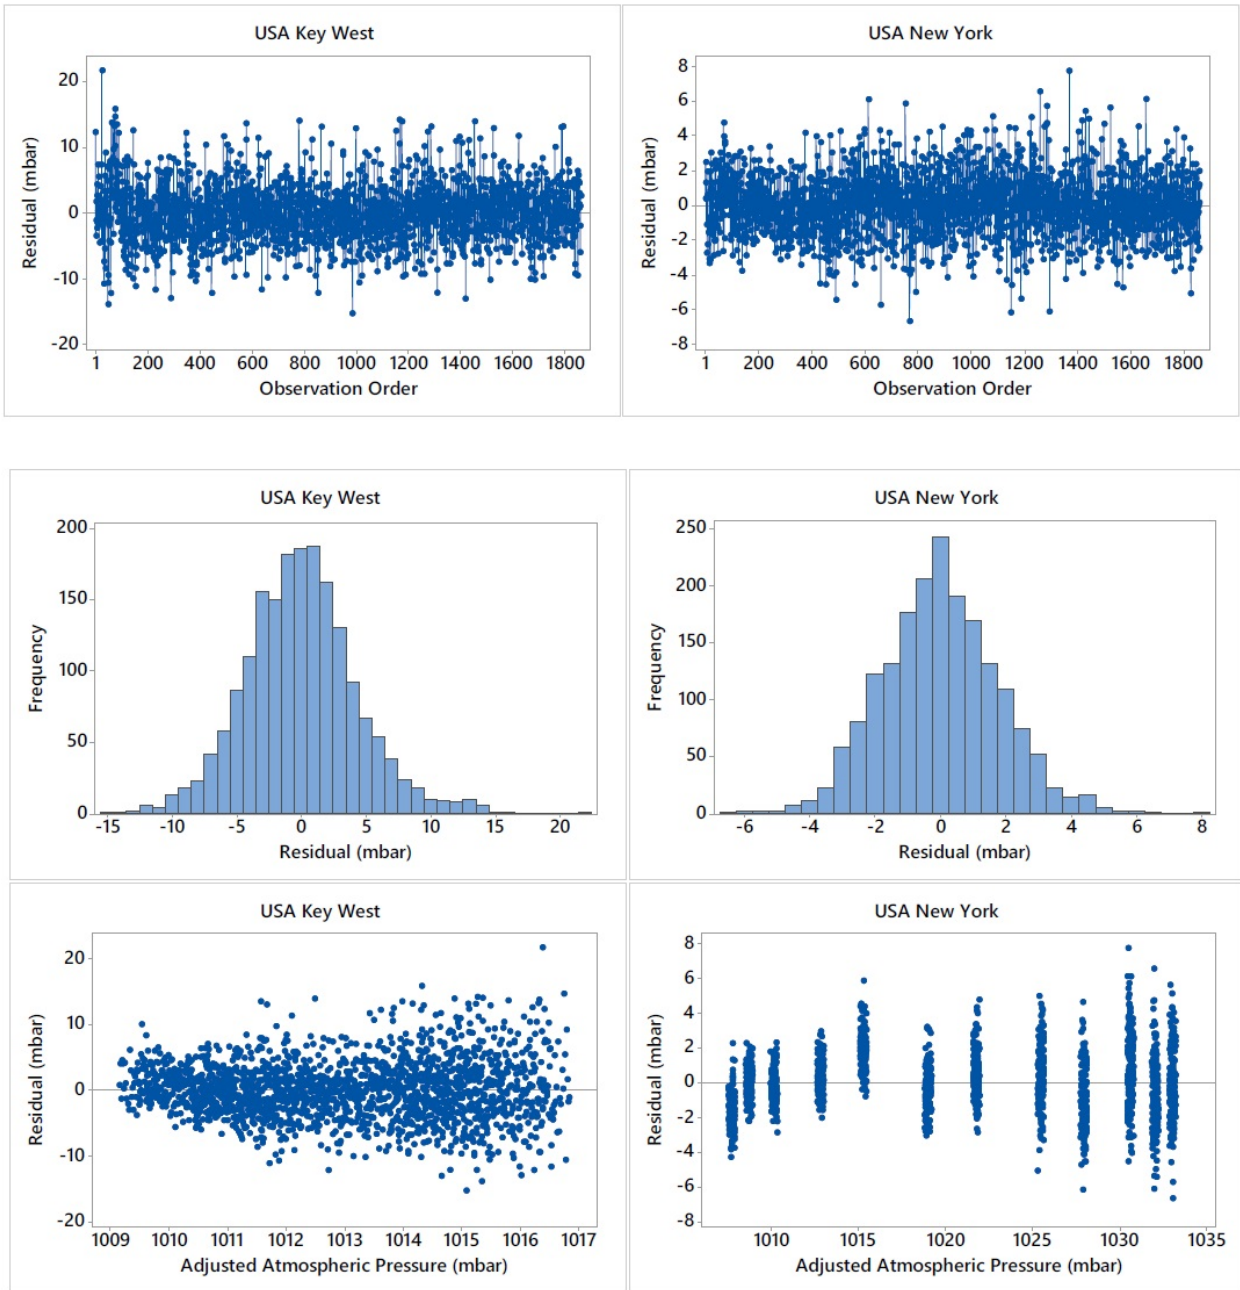 USA Key West
20
10
0
-10
-20
Residual (mbar)
1 200 400 600 800 1000 1200 1400 1600 1800
Observation Order
USA New York
8
6
4
2
0
-2
-4
-6
-8
Residual (mbar)
1 200 400 600 800 1000 1200 1400 1600 1800
Observation Order
USA Key West
200
150
100
50
0
Frequency
-15 -10 -5 0 5 10 15 20
Residual (mbar)
USA New York
250
200
150
100
50
0
Frequency
-6 -4 -2 0 2 4 6 8
Residual (mbar)
USA Key West
20
10
0
-10
-20
Residual (mbar)
1009 1010 1011 1012 1013 1014 1015 1016 1017
Adjusted Atmospheric Pressure (mbar)
USA New York
8
6
4
2
0
-2
-4
-6
-8
Residual (mbar)
1010 1015 1020 1025 1030 1035
Adjusted Atmospheric Pressure (mbar)